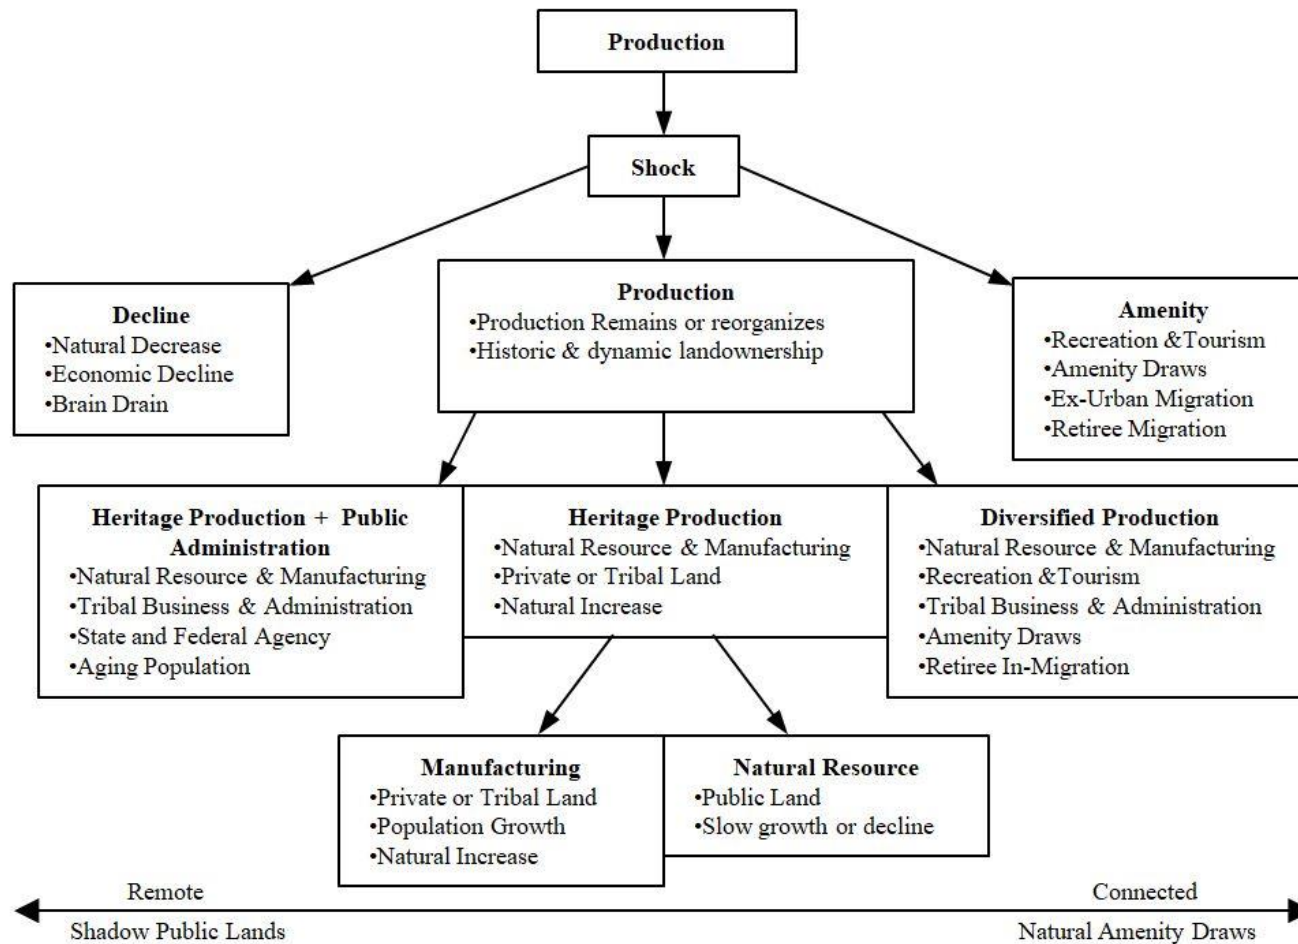 Production
Shock
Decline
•Natural Decrease
•Economic Decline
•Brain Drain
Production
•Production Remains or reorganizes
•Historic & dynamic landownership
Amenity
•Recreation &Tourism
•Amenity Draws
•Ex-Urban Migration
•Retiree Migration
Heritage Production + Public
Administration
•Natural Resource & Manufacturing
•Tribal Business & Administration
•State and Federal Agency
•Aging Population
Heritage Production
•Natural Resource & Manufacturing
•Private or Tribal Land
•Natural Increase
Diversified Production
•Natural Resource & Manufacturing
•Recreation &Tourism
•Tribal Business & Administration
•Amenity Draws
•Retiree In-Migration
Manufacturing
•Private or Tribal Land
•Population Growth
•Natural Increase
Natural Resource
•Public Land
•Slow growth or decline
Remote
Connected
Shadow Public Lands
Natural Amenity Draws